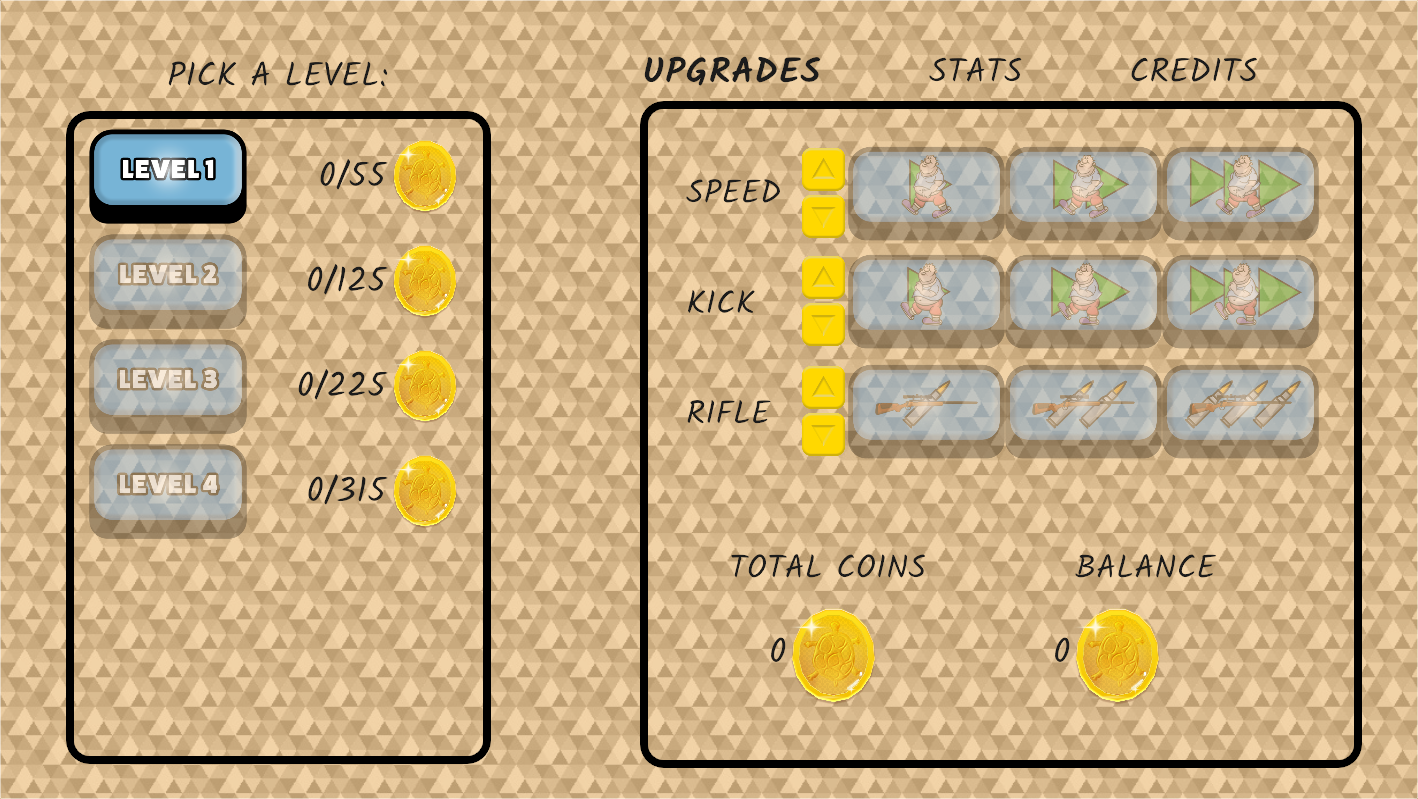 PICK A LEVEL:
LEVEL 1
0/55
LEVEL 2
0/125
LEVEL 3
0/225
LEVEL 4
0/315
UPGRADES STATS CREDITS
SPEED
KICK
RIFLE
TOTAL COINS BALANCE
0 0